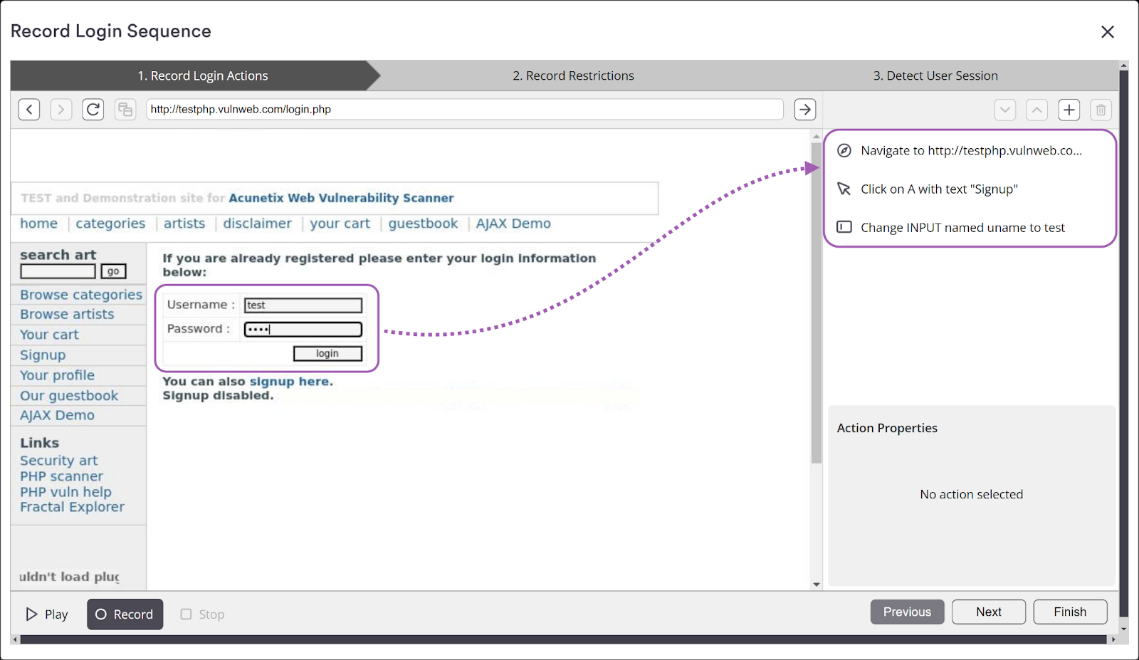 Record Login Sequence
1. Record Login Actions
2. Record Restrictions
3. Detect User Session
http://testphp.vulnweb.com/login.php
TEST and Demonstration site for Acunetix Web Vulnerability Scanner
home categories artists disclaimer your cart guestbook AJAX Demo
search art
go
Browse categories
Browse artists
Your cart
Signup
Your profile
Our guestbook
AJAX Demo
Links
Security art
PHP scanner
PHP vuln help
Fractal Explorer
uldn't load plug
If you are already registered please enter your login information
below:
Username : test
Password : ••••
login
You can also signup here.
Signup disabled.
Navigate to http://testphp.vulnweb.co...
Click on A with text "Signup"
Change INPUT named uname to test
Action Properties
No action selected
Play
Record
Stop
Previous
Next
Finish